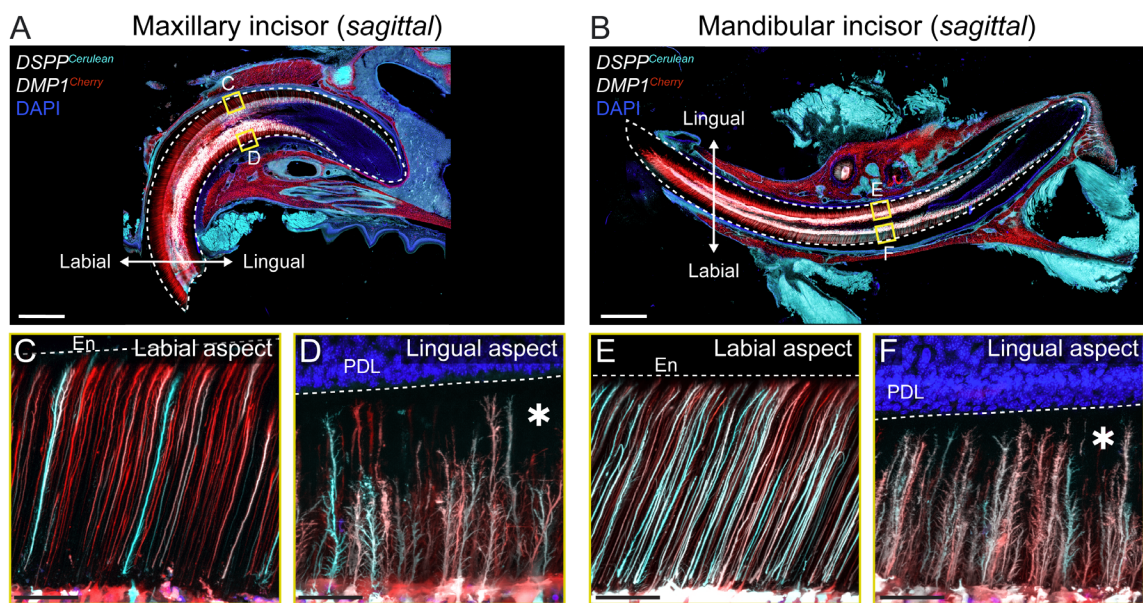 A
Maxillary incisor (sagittal)
DSPPCerulean
DMP1Cherry
DAPI
C
D
Labial
Lingual
B
Mandibular incisor (sagittal)
DSPPCerulean
DMP1Cherry
DAPI
Lingual
E
F
Labial
C
En
Labial aspect
D
Lingual aspect
PDL
*
E
Labial aspect
En
F
Lingual aspect
PDL
*